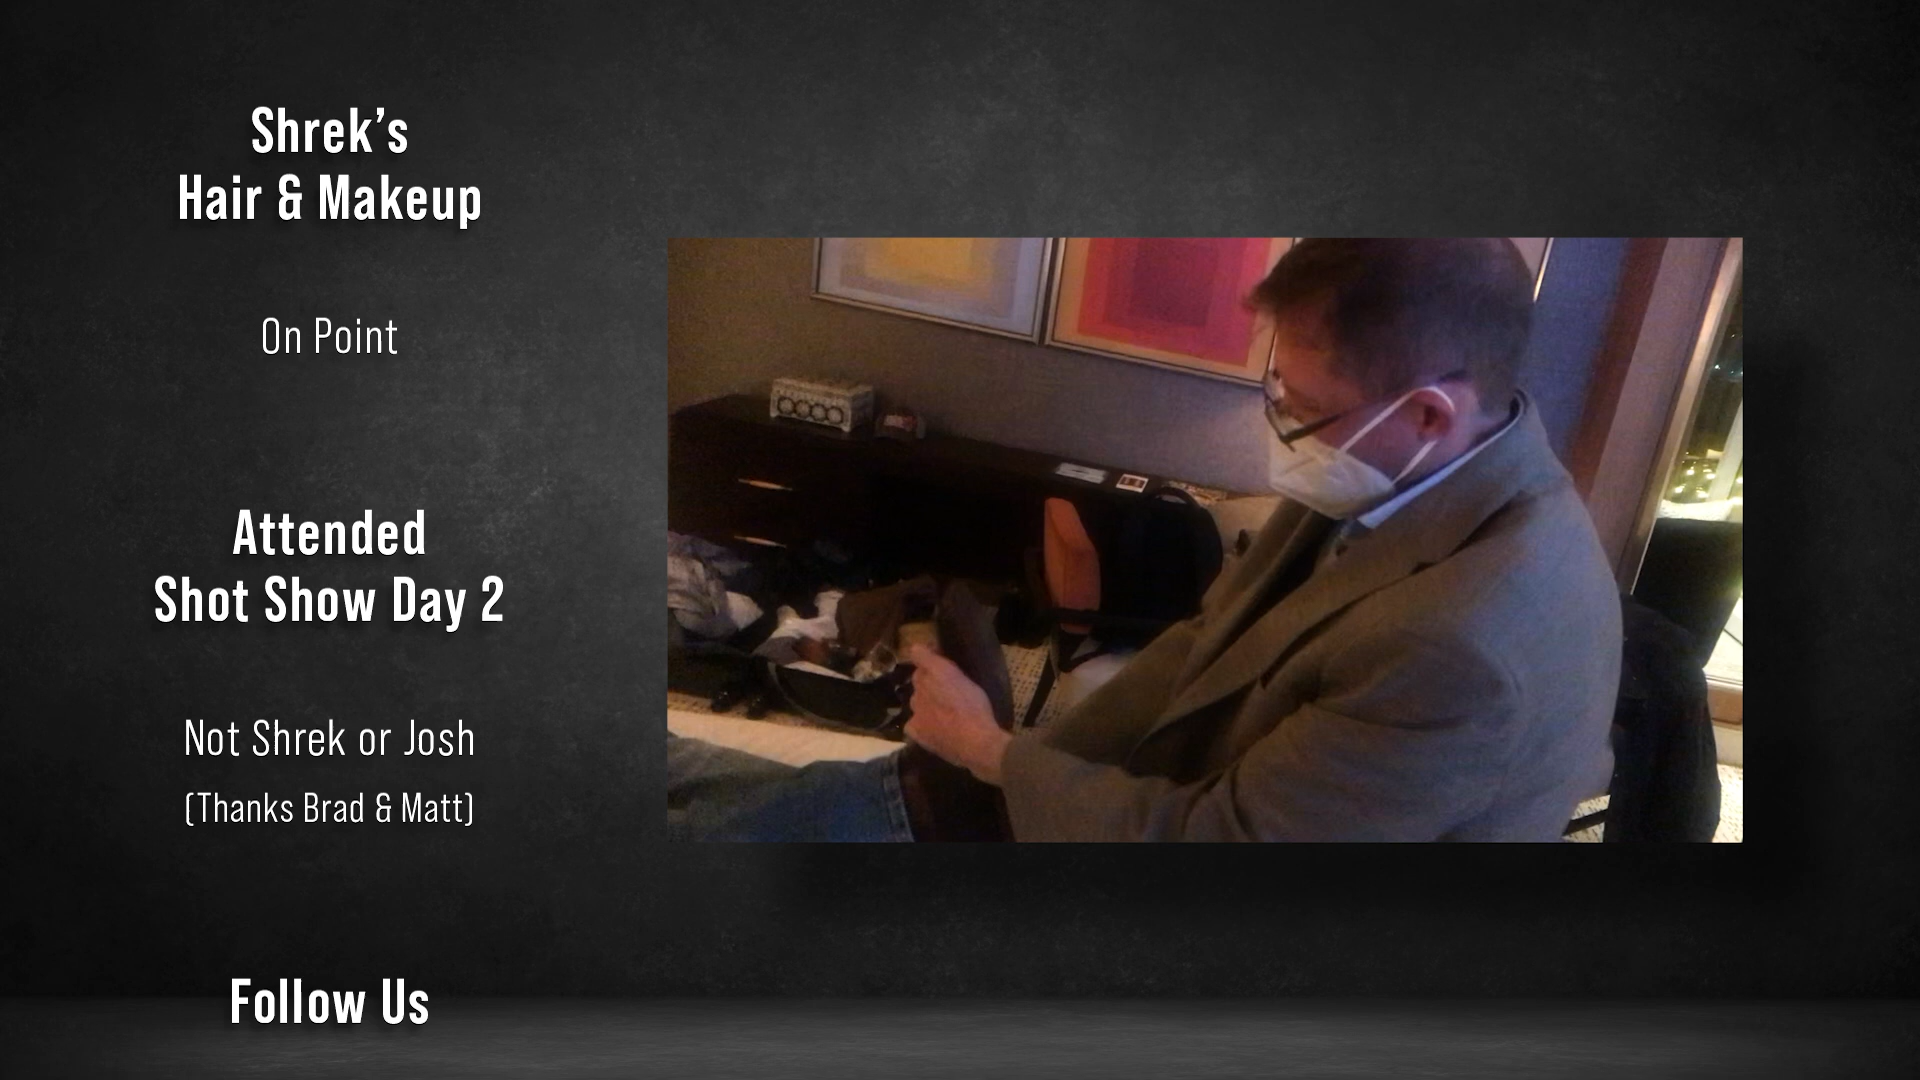 Shrek’s
Hair & Makeup
On Point
Attended
Shot Show Day 2
Not Shrek or Josh
(Thanks Brad & Matt)
Follow Us